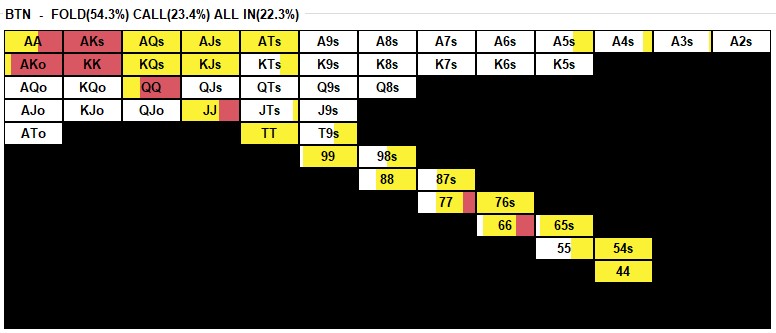 BTN - FOLD(54.3%) CALL(23.4%) ALL IN(22.3%)
AA AKs AQs AJs ATs A9s A8s A7s A6s A5s A4s A3s A2s
AKo KK KQs KJs KTs K9s K8s K7s K6s K5s
AQo KQo QQ QJs QTs Q9s Q8s
AJo KJo QJo JJ JTs J9s
ATo TT T9s
99 98s
88 87s
77 76s
66 65s
55 54s
44